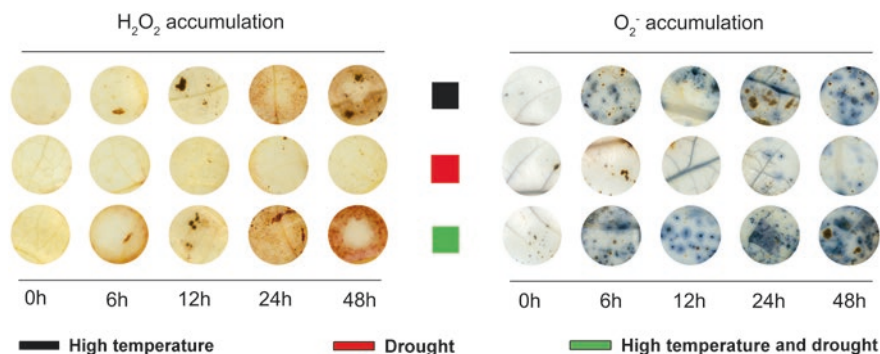 H₂O₂ accumulation
O₂⁻ accumulation
0h 6h 12h 24h 48h
0h 6h 12h 24h 48h
High temperature
Drought
High temperature and drought